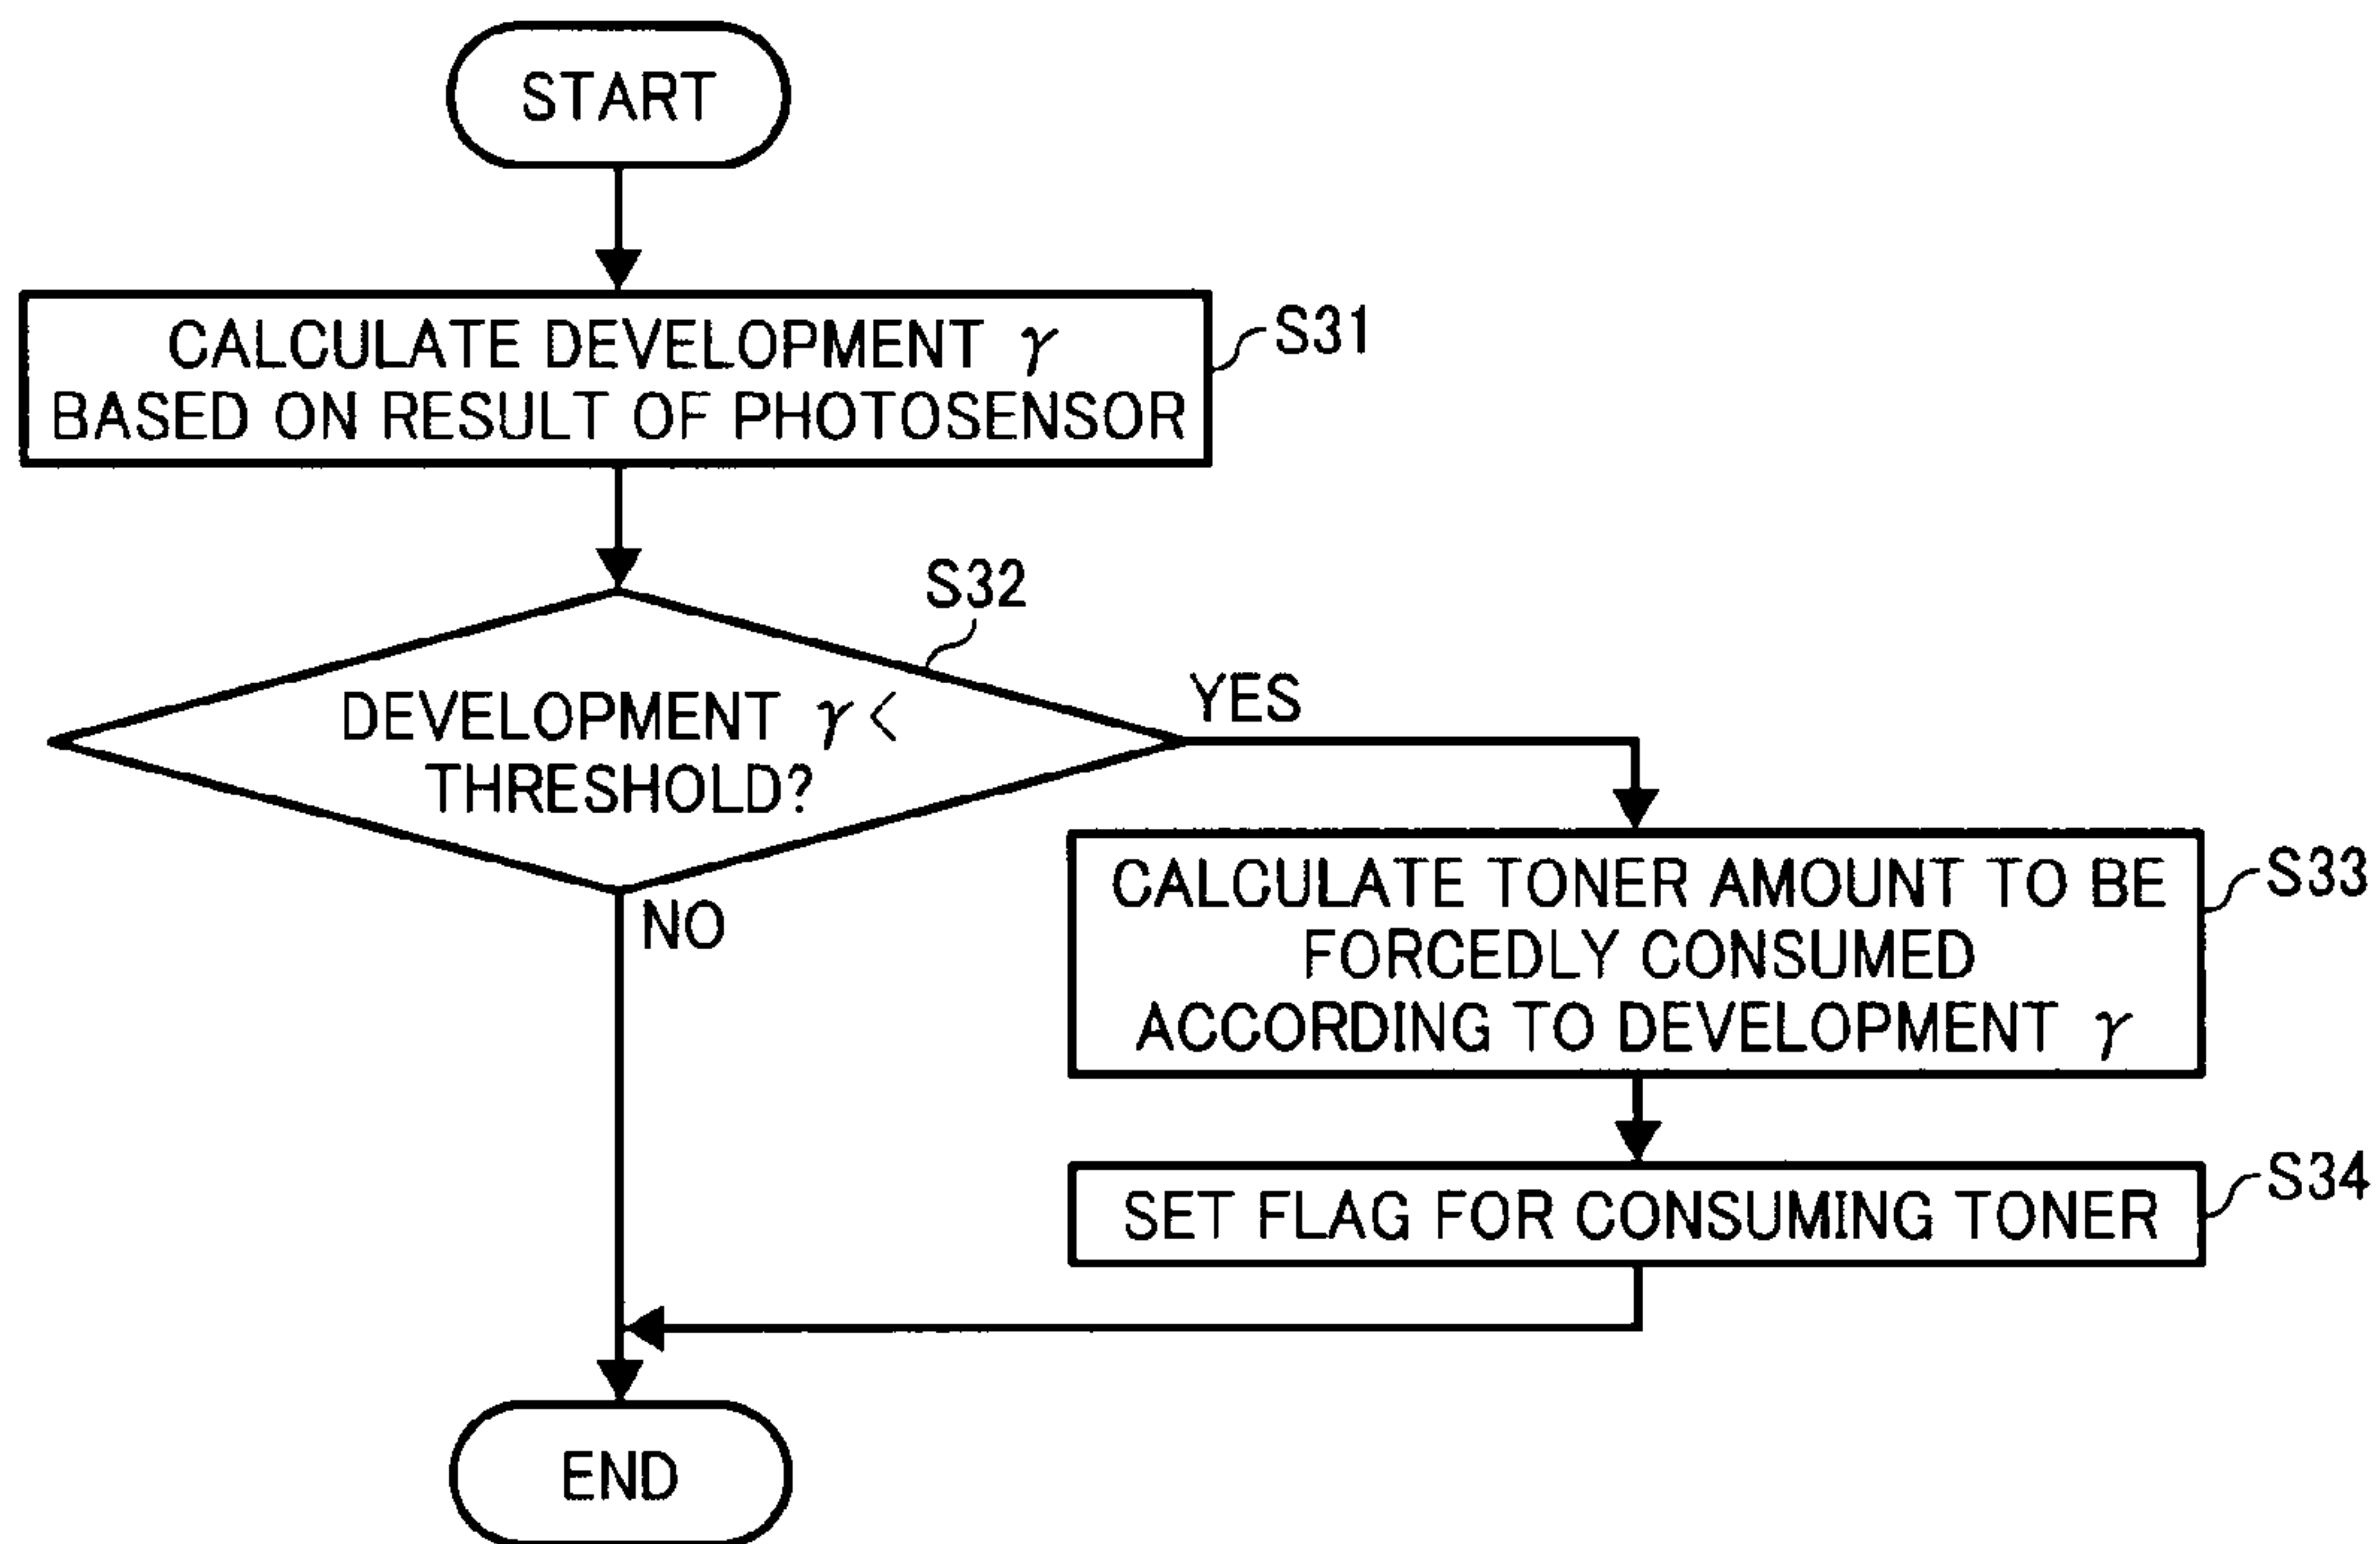 START
CALCULATE DEVELOPMENT γ
BASED ON RESULT OF PHOTOSENSOR
S31
S32
DEVELOPMENT γ <
THRESHOLD?
YES
NO
CALCULATE TONER AMOUNT TO BE
FORCEDLY CONSUMED
ACCORDING TO DEVELOPMENT γ
S33
SET FLAG FOR CONSUMING TONER
S34
END